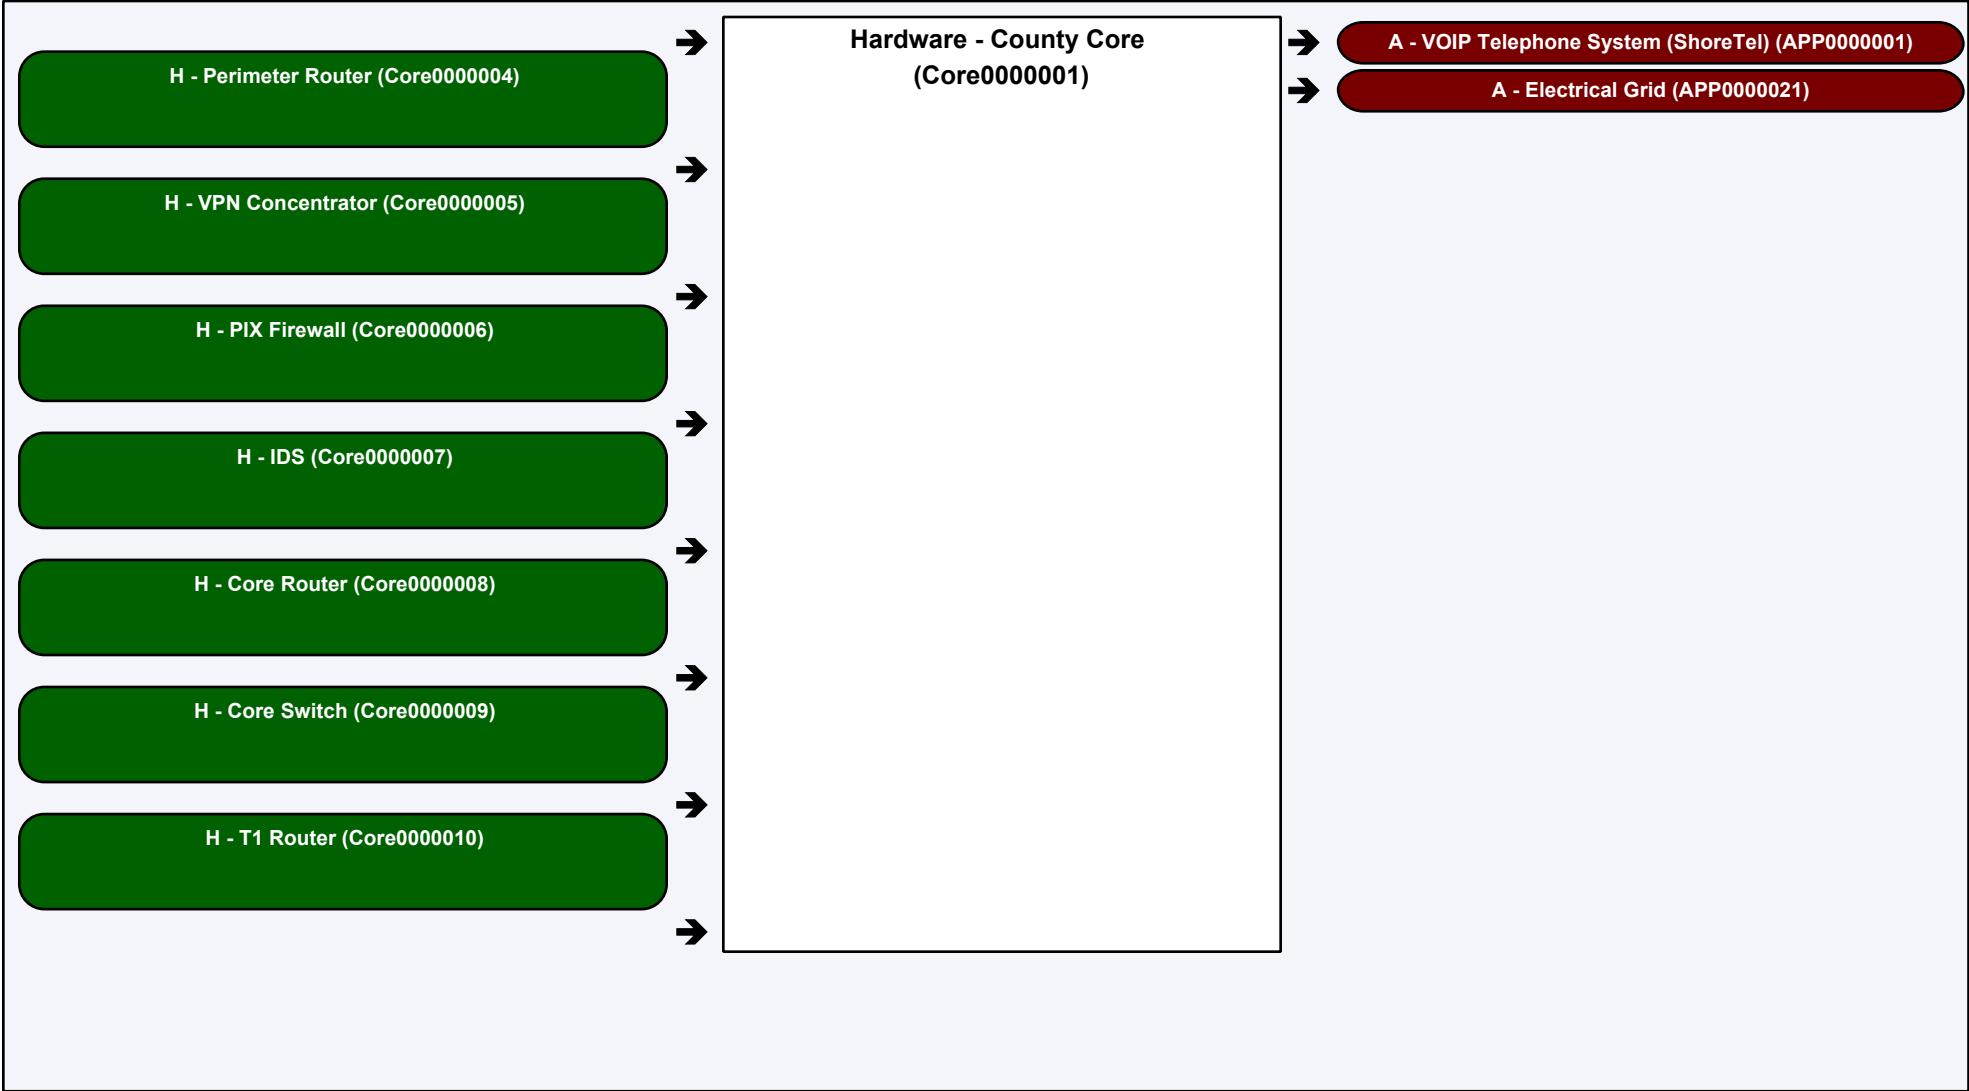 H - Perimeter Router (Core0000004)
H - VPN Concentrator (Core0000005)
H - PIX Firewall (Core0000006)
H - IDS (Core0000007)
H - Core Router (Core0000008)
H - Core Switch (Core0000009)
H - T1 Router (Core0000010)
Hardware - County Core
(Core0000001)
A - VOIP Telephone System (ShoreTel) (APP0000001)
A - Electrical Grid (APP0000021)